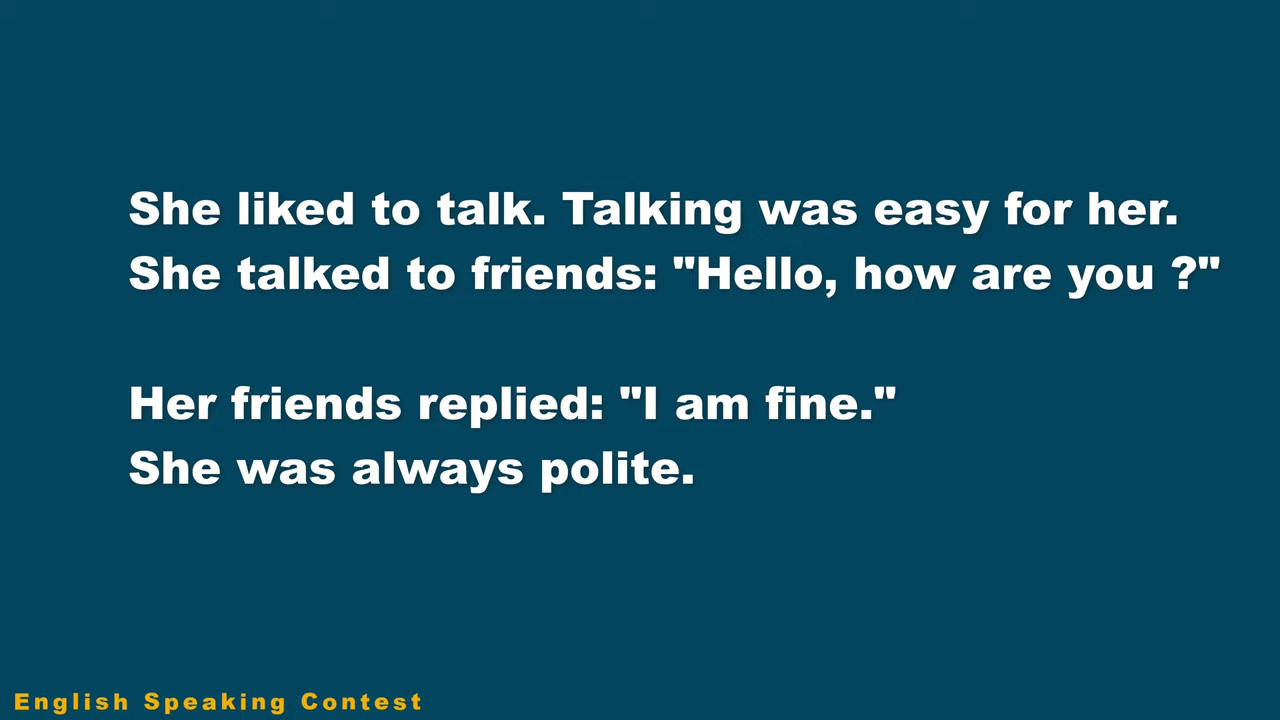 She liked to talk. Talking was easy for her.
She talked to friends: "Hello, how are you ?"
Her friends replied: "I am fine."
She was always polite.
English Speaking Contest